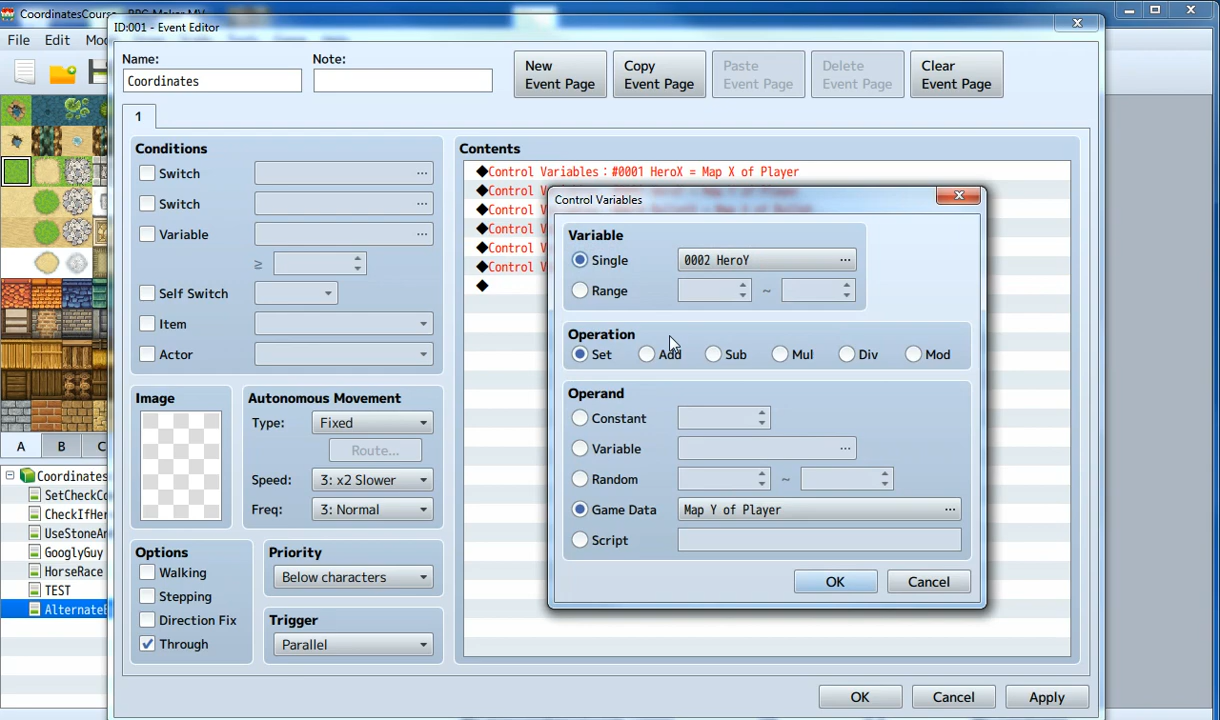 CoordinatesCours
ID:001 - Event Editor
File Edit Mo
Name:
Note:
Coordinates
New Event Page
Copy Event Page
Paste Event Page
Delete Event Page
Clear Event Page
1
Conditions
Switch
Switch
Variable
≥
Self Switch
Item
Actor
Image
Autonomous Movement
Type: Fixed
Route...
Speed: 3: x2 Slower
Freq: 3: Normal
Options
Walking
Stepping
Direction Fix
Through
Priority
Below characters
Trigger
Parallel
Contents
◆Control Variables：#0001 HeroX = Map X of Player
◆Control
◆Control
◆Control
◆Control V
◆Control V
◆
Control Variables
Variable
Single 0002 HeroY ...
Range ~
Operation
Set Add Sub Mul Div Mod
Operand
Constant
Variable ...
Random ~
Game Data Map Y of Player ...
Script
OK Cancel
OK Cancel Apply
A B C
Coordinates
SetCheckCo
CheckIfHer
UseStoneAr
GooglyGuy
HorseRace
TEST
AlternateE